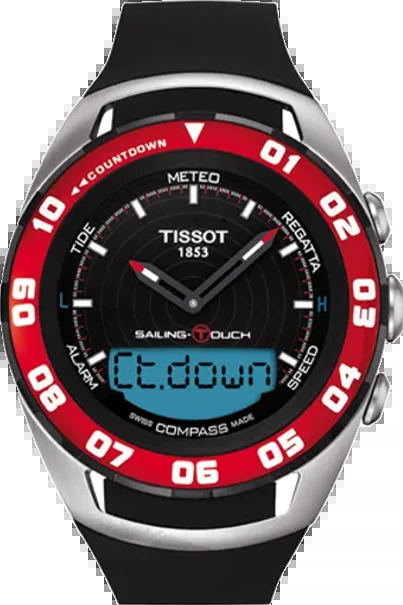 COUNTDOWN
01
02
03
04
05
06
07
08
09
10
METEO
REGATTA
TIDE
TISSOT
1853
L
H
SAILING-TOUCH
ALARM
SPEED
Ct.down
SWISS COMPASS MADE